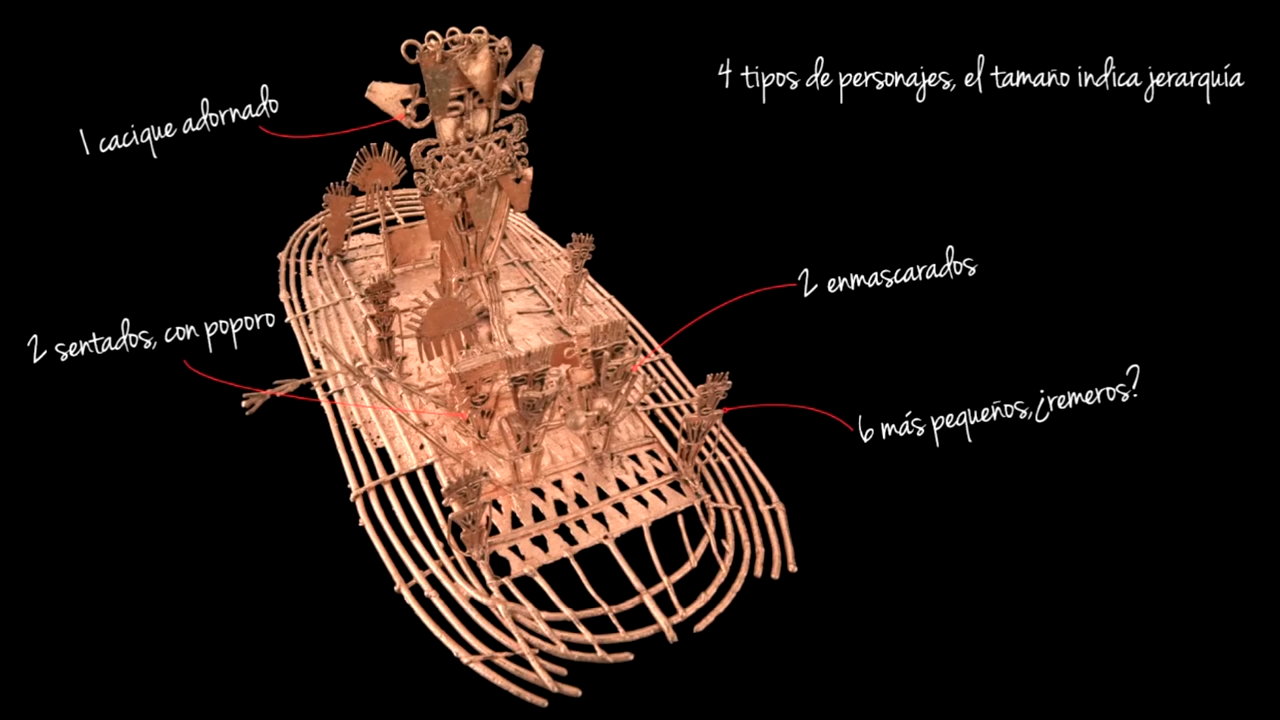 4 tipos de personajes, el tamaño indica jerarquía
1 cacique adornado
2 enmascarados
2 sentados, con poporo
6 más pequeños, ¿remeros?